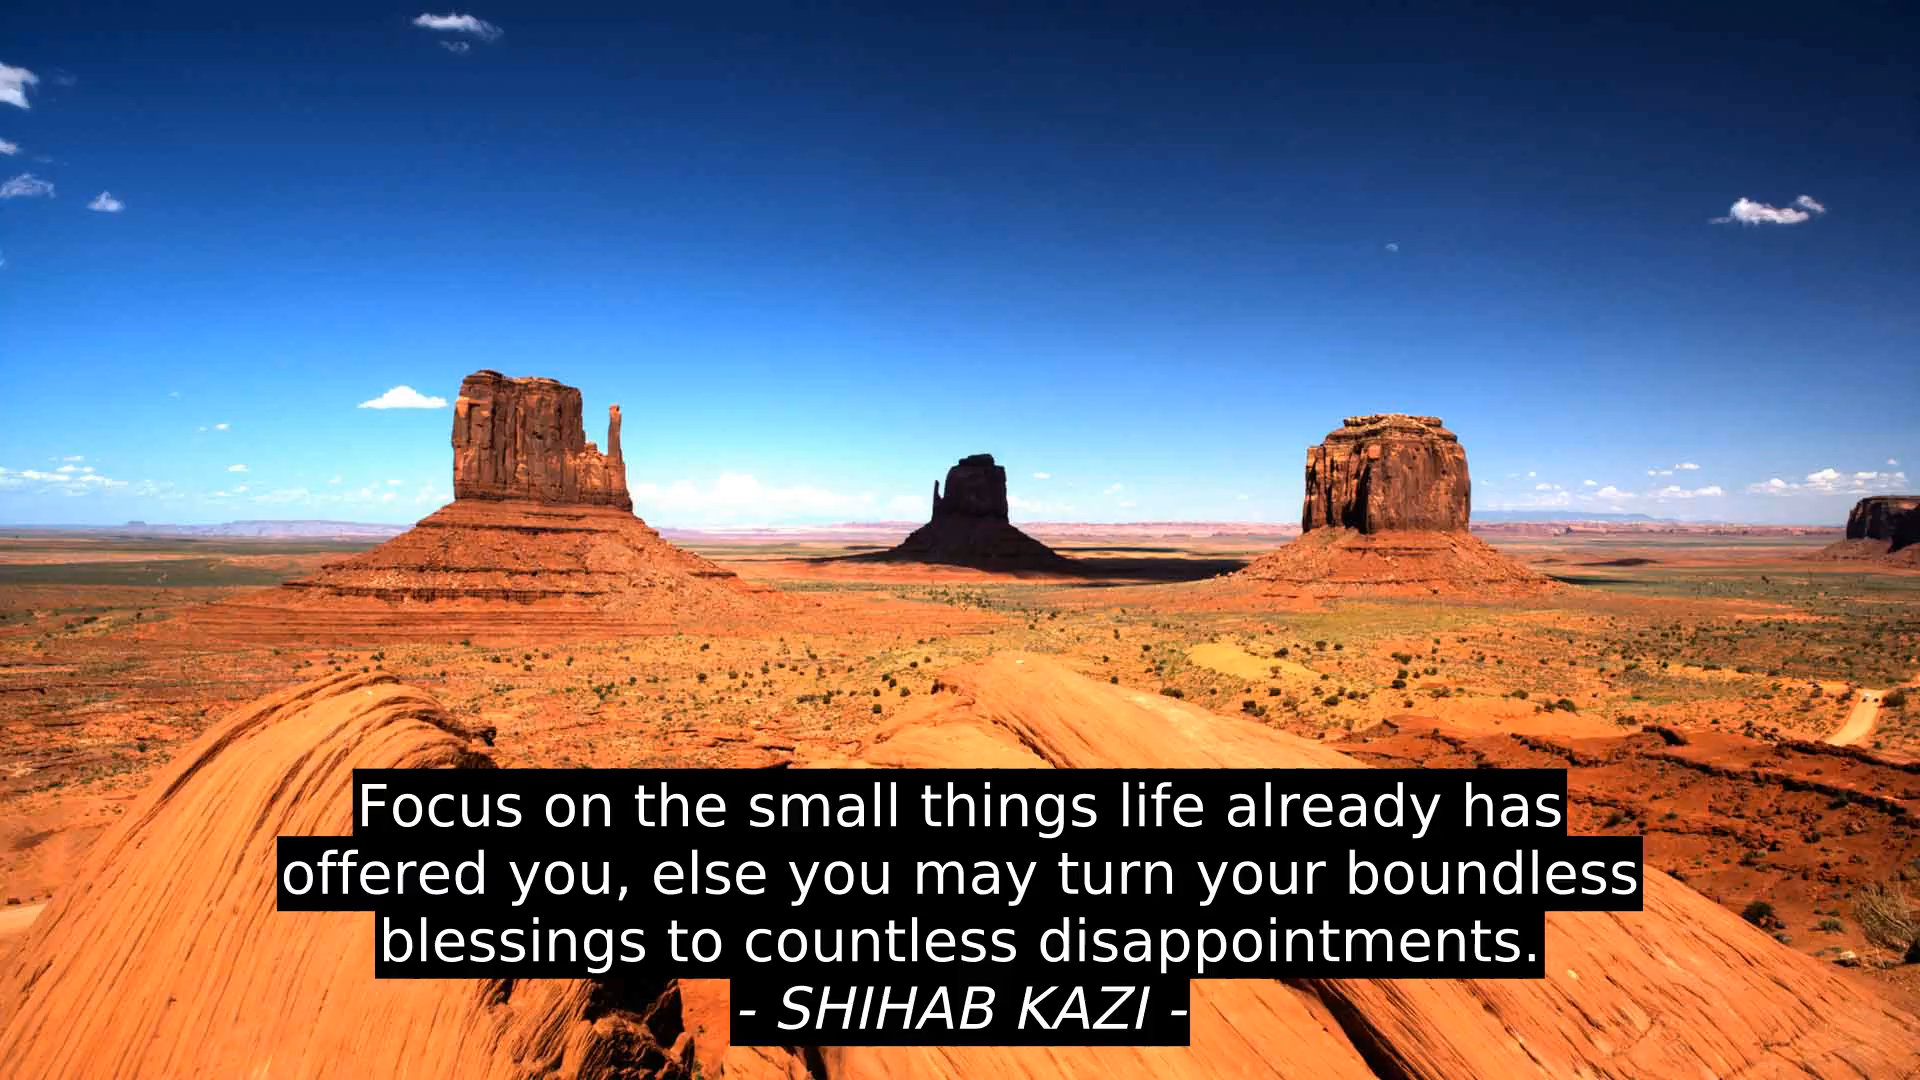 Focus on the small things life already has
offered you, else you may turn your boundless
blessings to countless disappointments.
- SHIHAB KAZI -